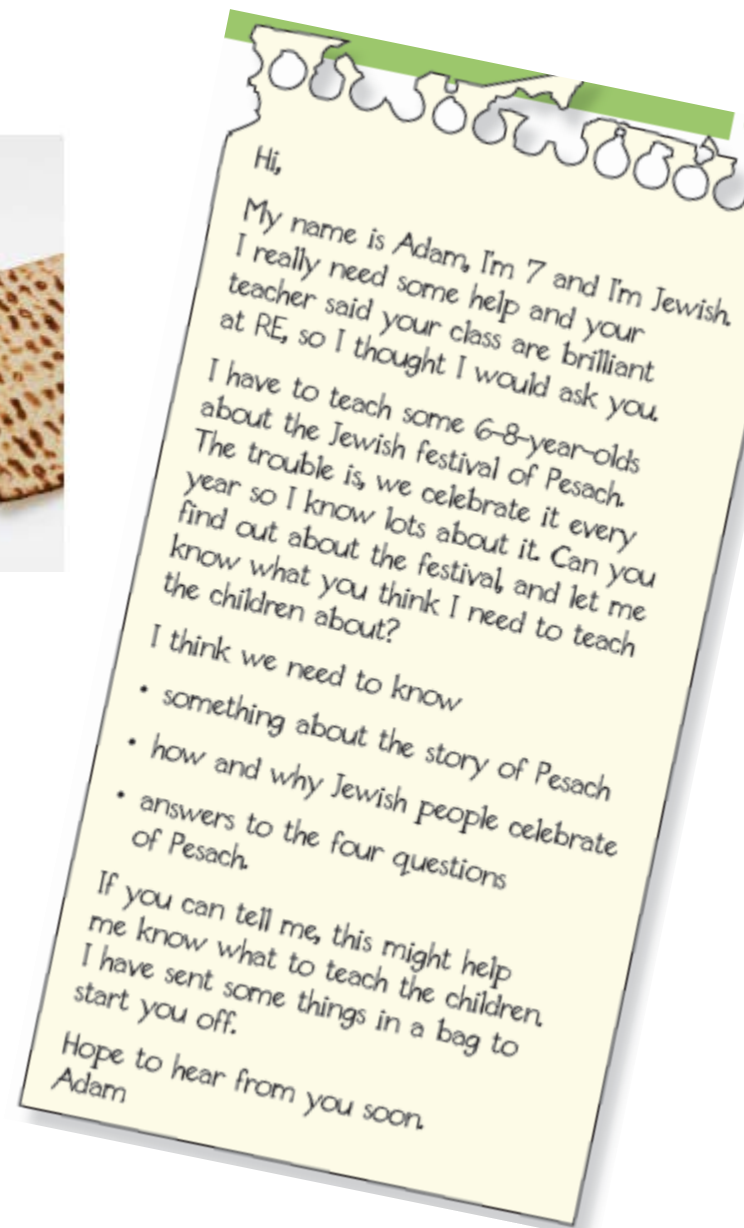 Hi,
My name is Adam, I'm 7 and I'm Jewish.
I really need some help and your
teacher said your class are brilliant
at RE, so I thought I would ask you.
I have to teach some 6-8-year-olds
about the Jewish festival of Pesach.
The trouble is, we celebrate it every
year so I know lots about it. Can you
find out about the festival, and let me
know what you think I need to teach
the children about?
I think we need to know
• something about the story of Pesach
• how and why Jewish people celebrate
• answers to the four questions
of Pesach.
If you can tell me, this might help
me know what to teach the children.
I have sent some things in a bag to
start you off.
Hope to hear from you soon.
Adam